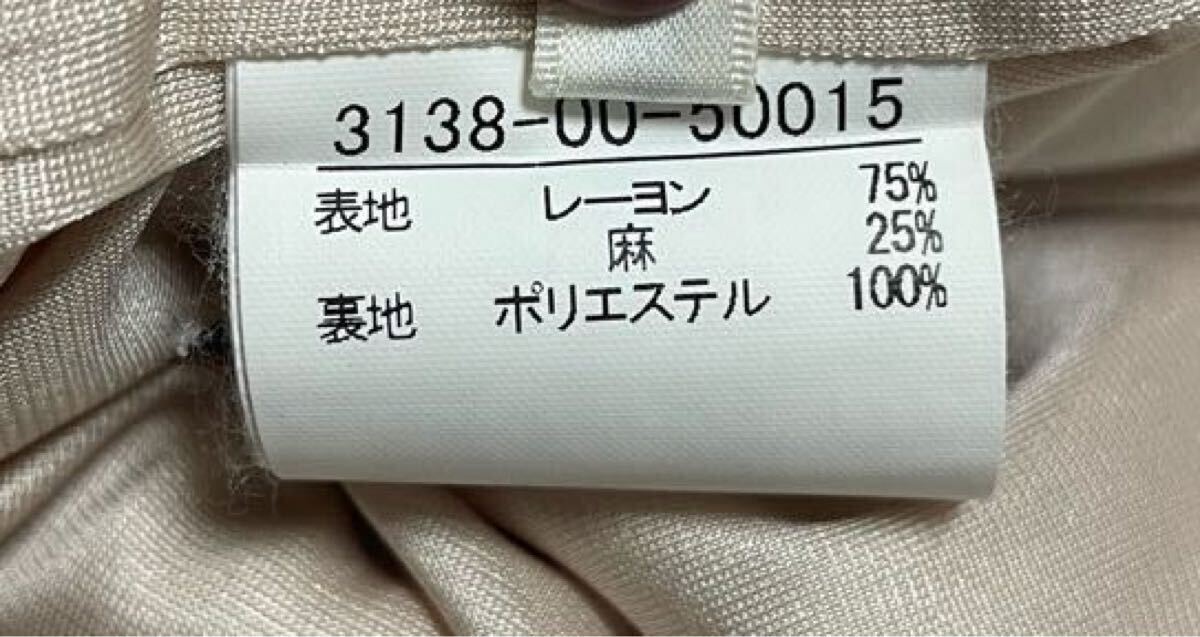 3138-00-50015
表地 レーヨン 75%
麻 25%
裏地 ポリエステル 100%